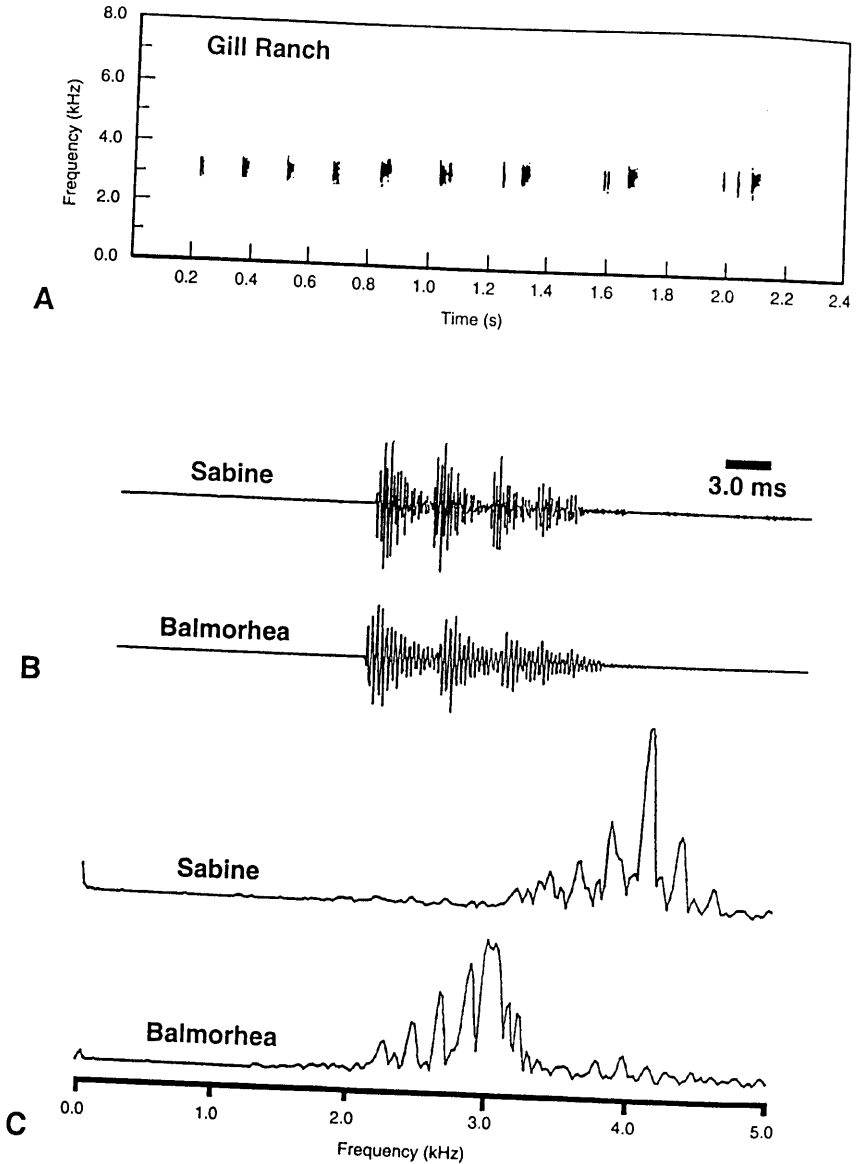 8.0
Gill Ranch
6.0
4.0
2.0
0.0
Frequency (kHz)
0.2 0.4 0.6 0.8 1.0 1.2 1.4 1.6 1.8 2.0 2.2 2.4
A
Time (s)
Sabine
3.0 ms
Balmorhea
B
Sabine
Balmorhea
0.0 1.0 2.0 3.0 4.0 5.0
C
Frequency (kHz)